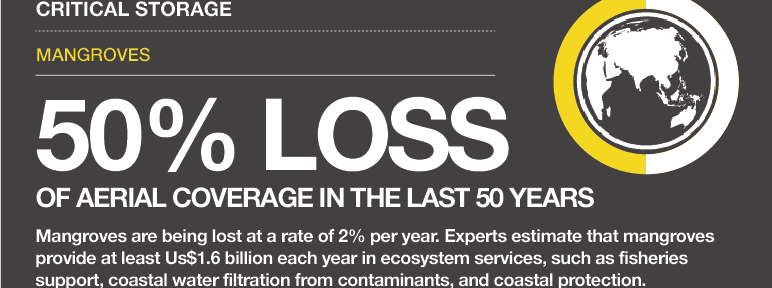 CRITICAL STORAGE
MANGROVES
50% LOSS
OF AERIAL COVERAGE IN THE LAST 50 YEARS
Mangroves are being lost at a rate of 2% per year. Experts estimate that mangroves
provide at least Us$1.6 billion each year in ecosystem services, such as fisheries
support, coastal water filtration from contaminants, and coastal protection.